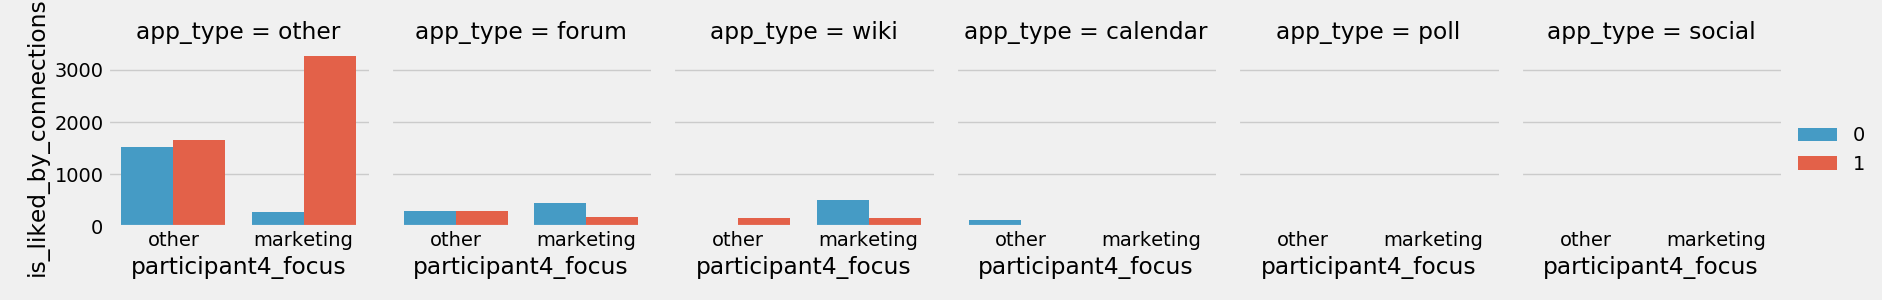 app_type = other
app_type = forum
app_type = wiki
app_type = calendar
app_type = poll
app_type = social
is_liked_by_connections
3000
2000
1000
0
other marketing
other marketing
other marketing
other marketing
other marketing
other marketing
participant4_focus
participant4_focus
participant4_focus
participant4_focus
participant4_focus
participant4_focus
0
1